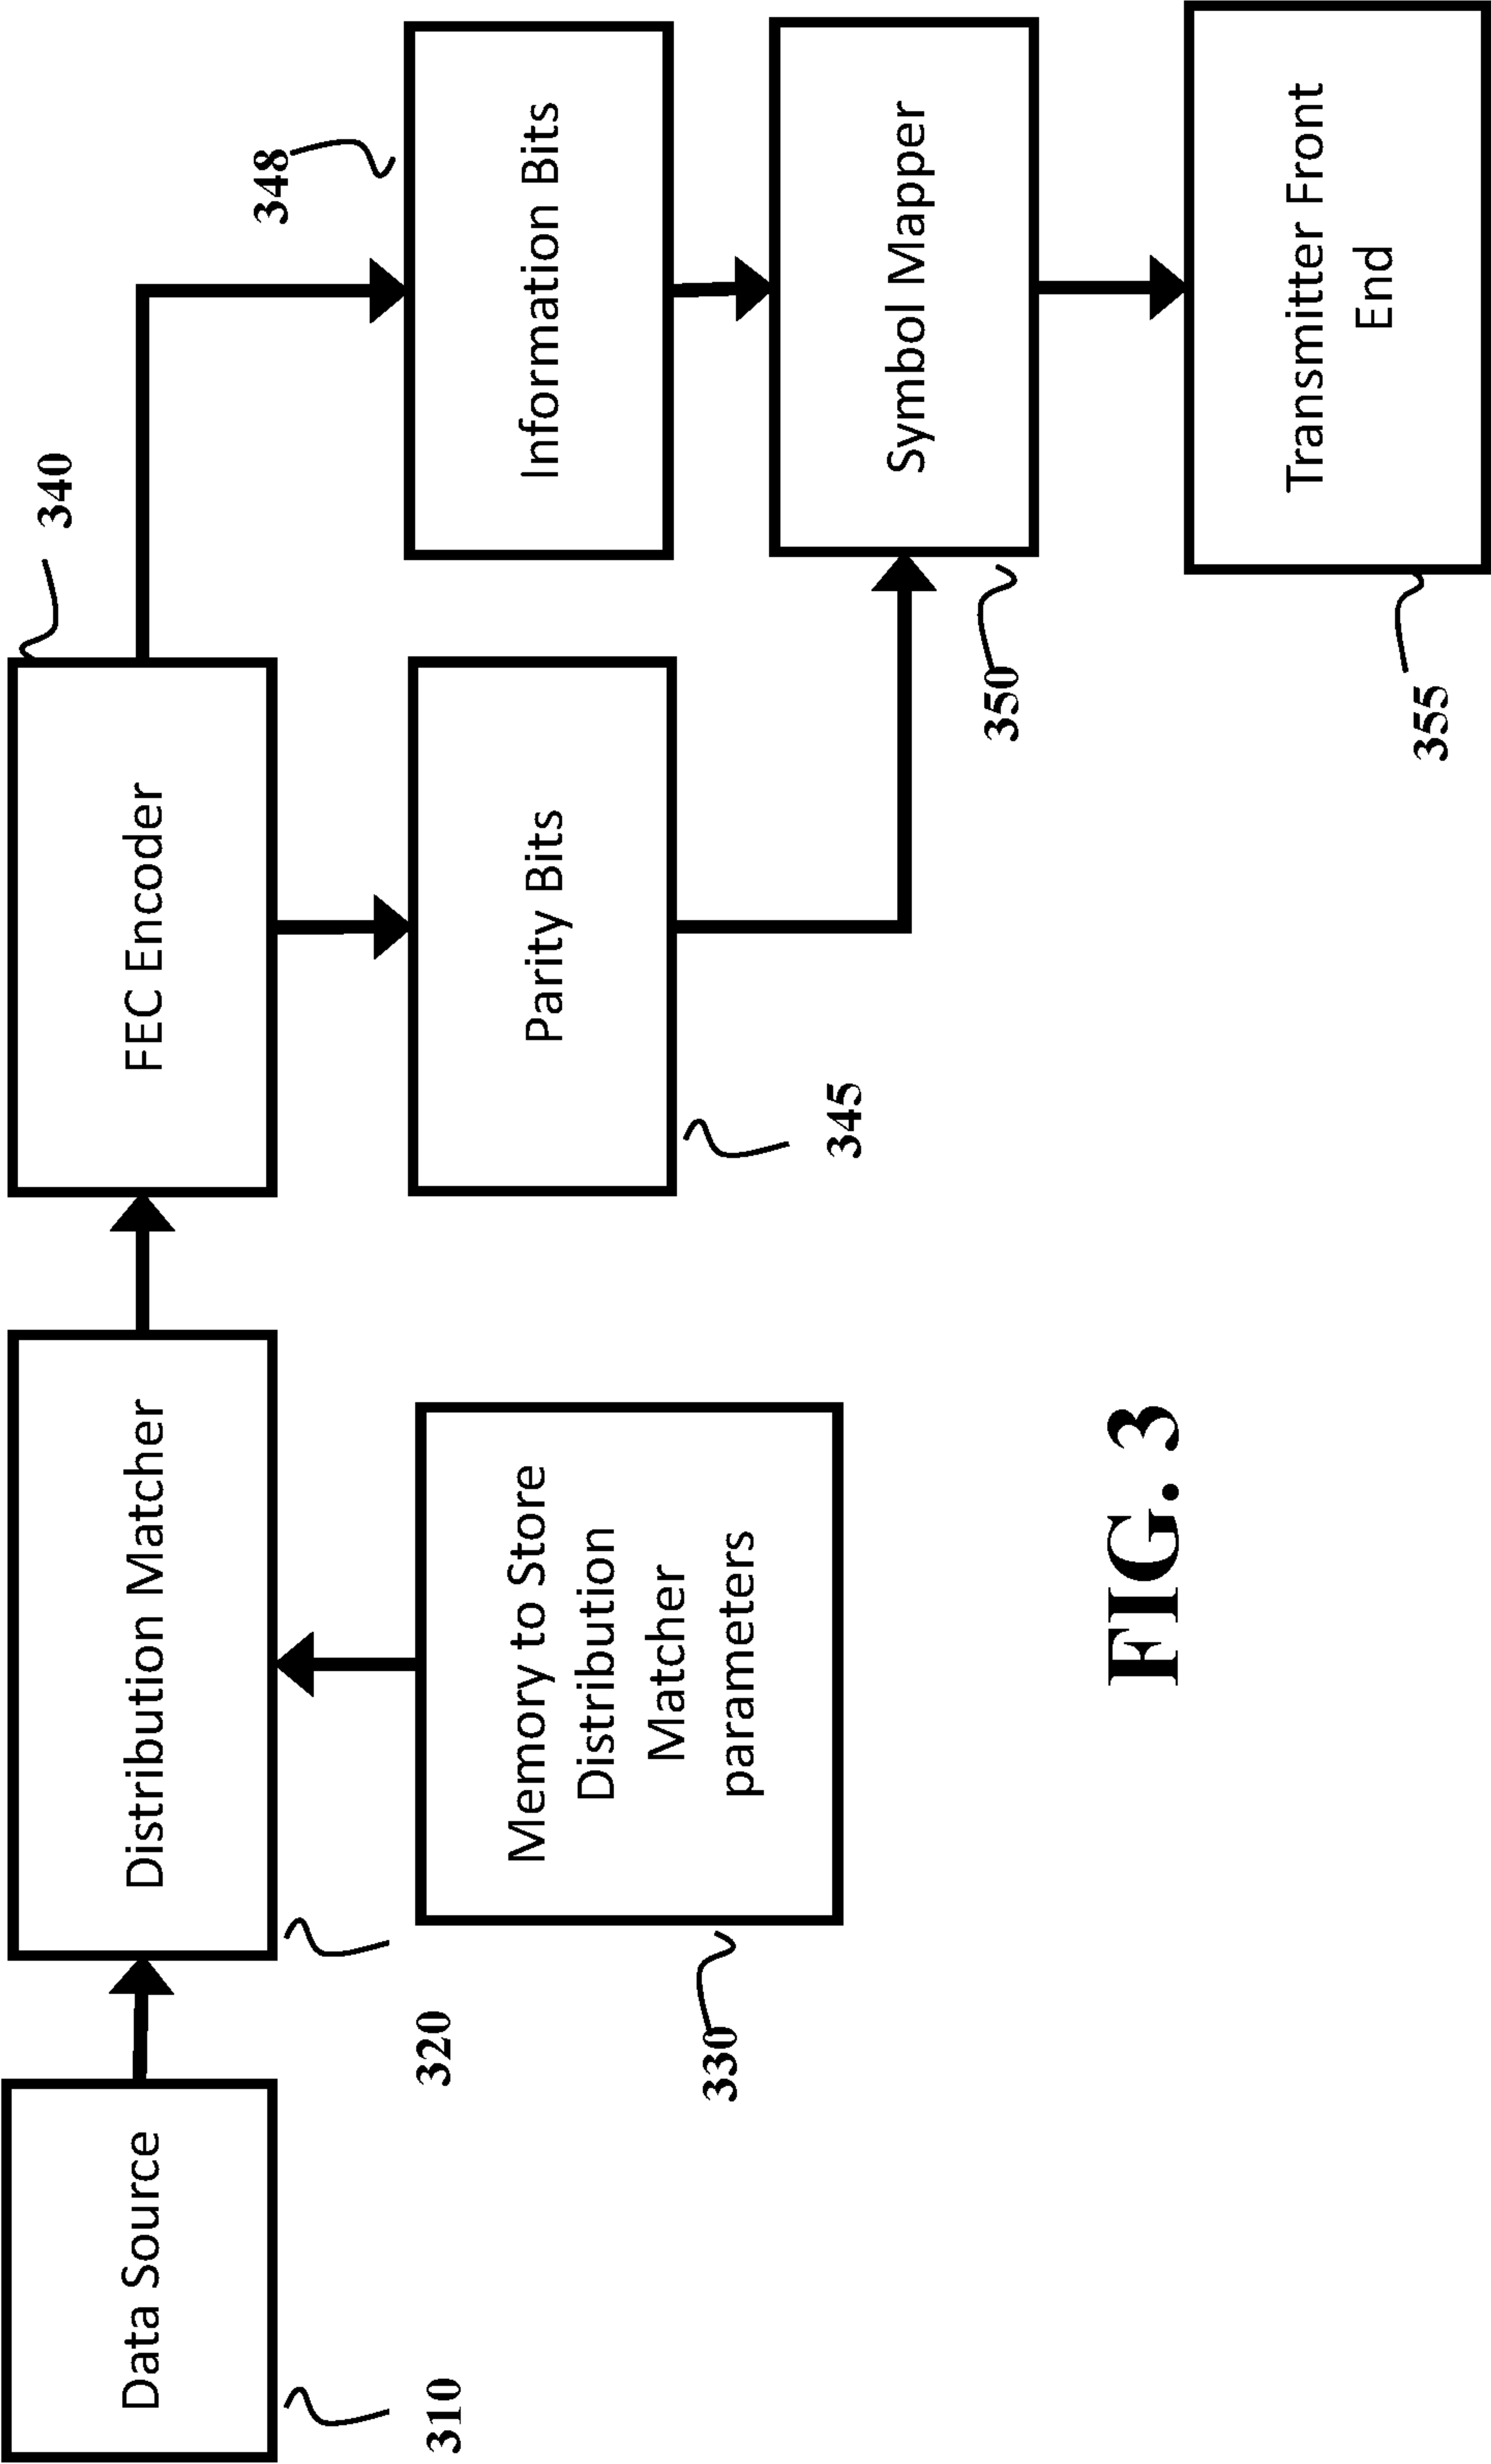 Data Source
310
Distribution Matcher
320
Memory to Store
Distribution
Matcher
parameters
330
FEC Encoder
340
Parity Bits
345
Information Bits
348
Symbol Mapper
350
Transmitter Front
End
355
FIG. 3